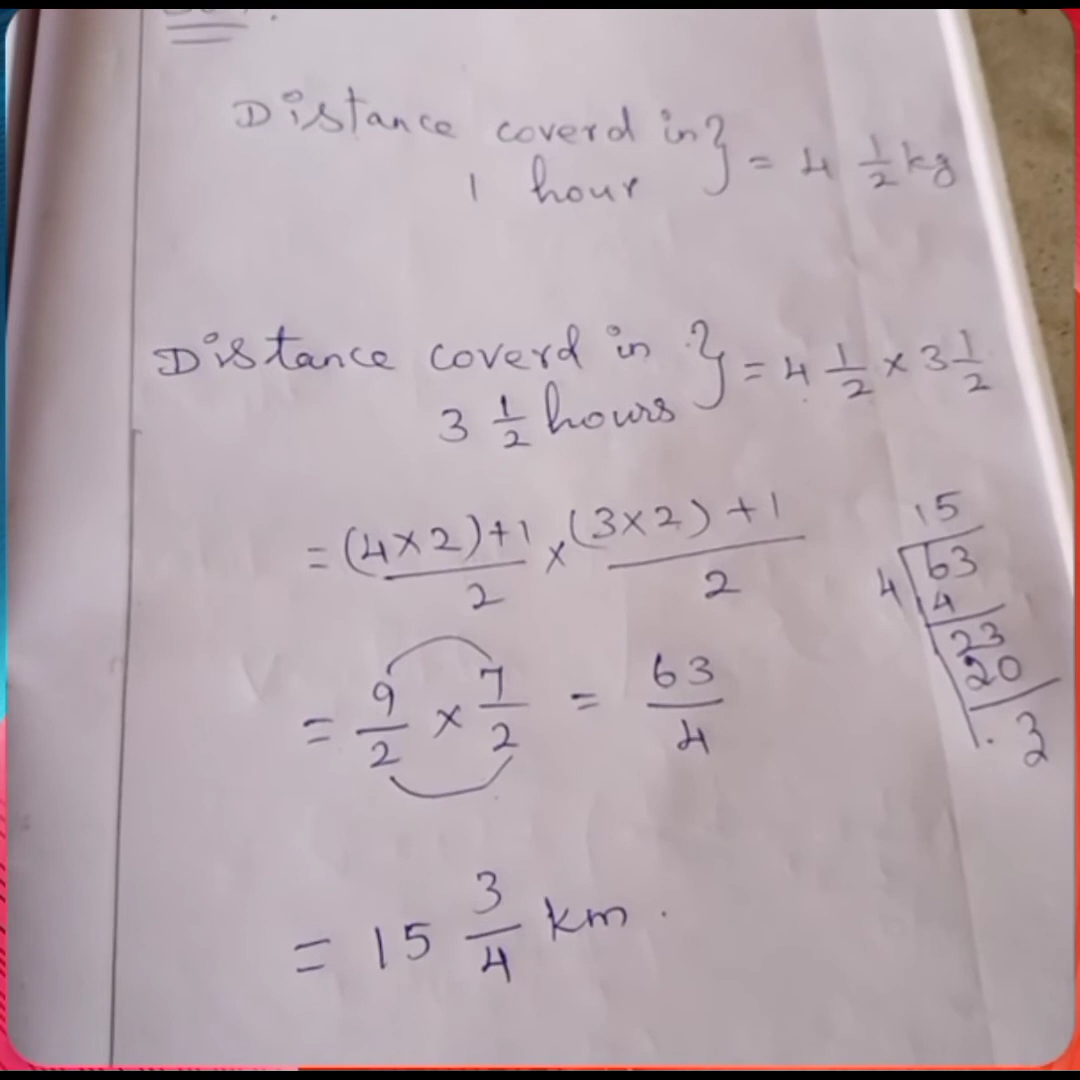 Distance coverd in } = 4 1/2 kg
1 hour
Distance coverd in } = 4 1/2 × 3 1/2
3 1/2 hours
= (4×2)+1/2 × (3×2)+1/2
= 9/2 × 7/2 = 63/4
15
4 63
4
23
20
3
= 15 3/4 km.